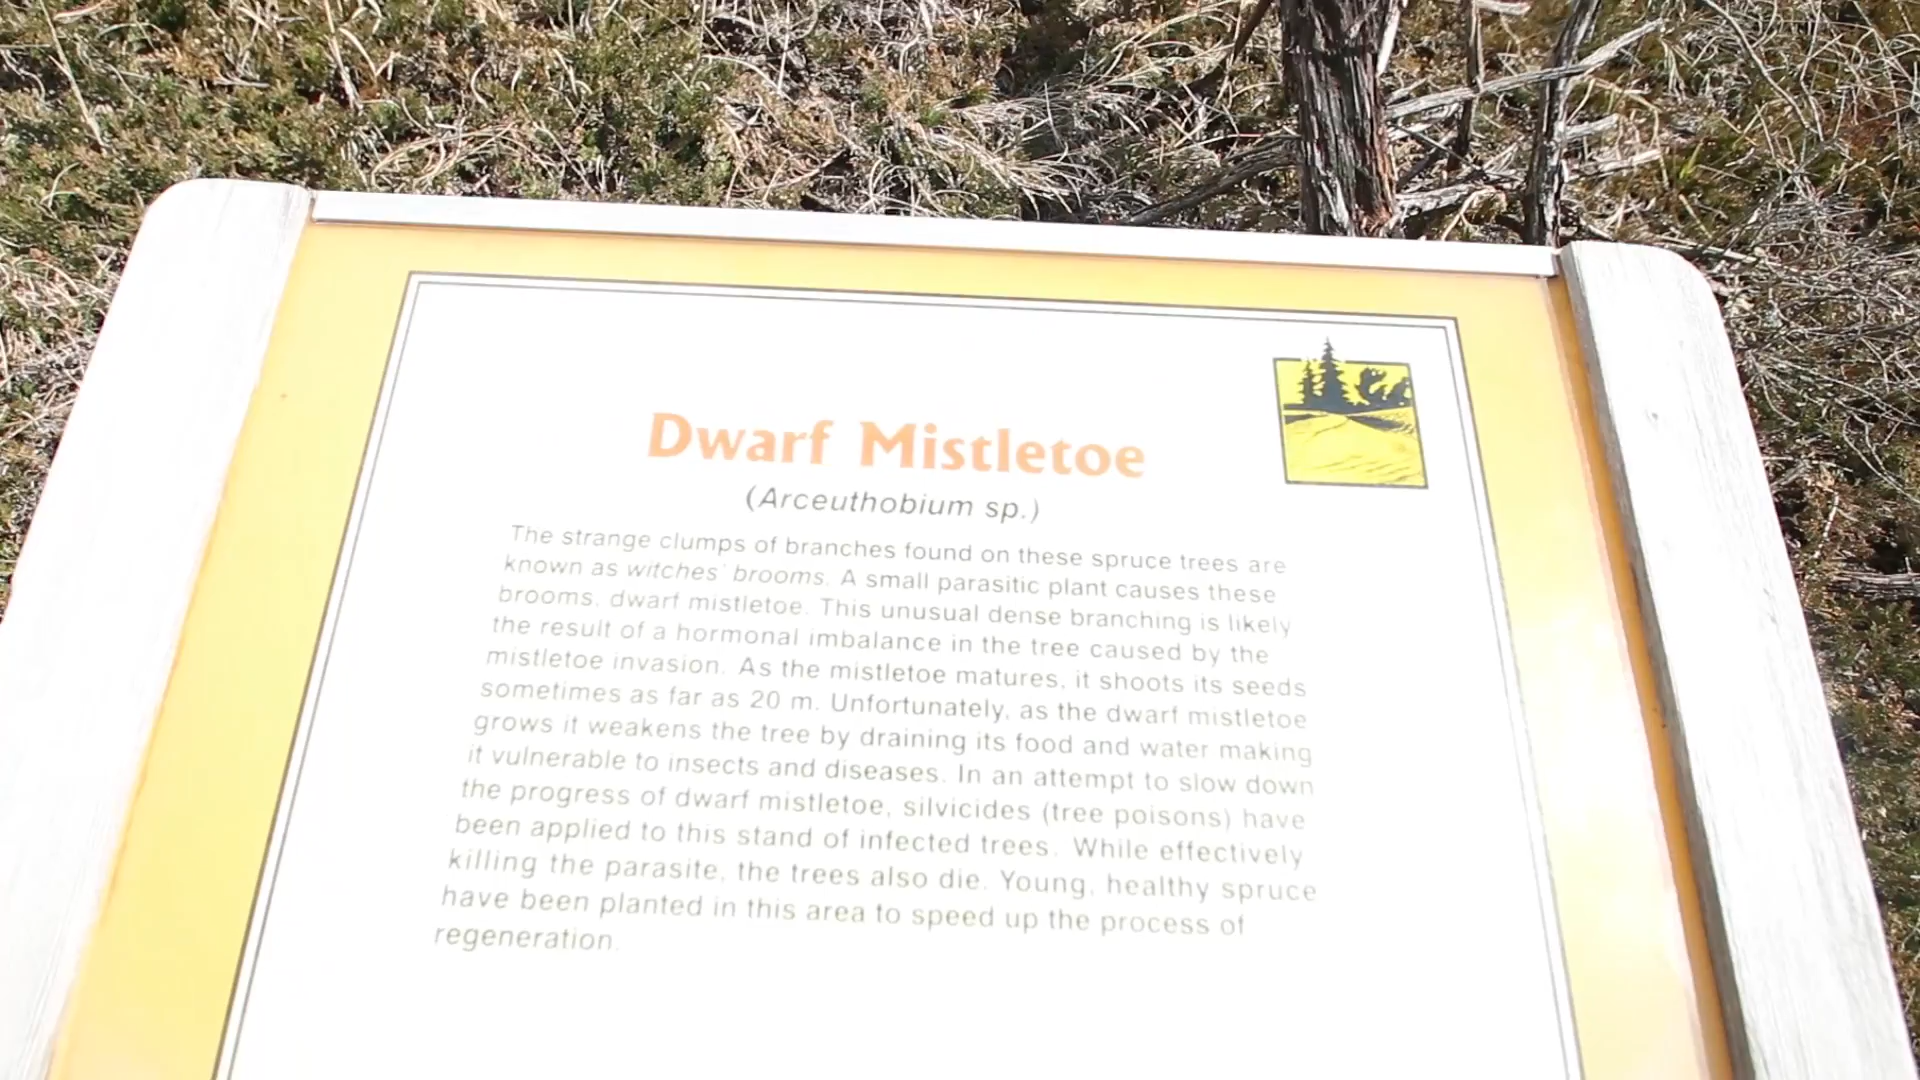 Dwarf Mistletoe
(Arceuthobium sp.)
The strange clumps of branches found on these spruce trees are
known as witches' brooms. A small parasitic plant causes these
brooms, dwarf mistletoe. This unusual dense branching is likely
the result of a hormonal imbalance in the tree caused by the
mistletoe invasion. As the mistletoe matures, it shoots its seeds
sometimes as far as 20 m. Unfortunately, as the dwarf mistletoe
grows it weakens the tree by draining its food and water making
it vulnerable to insects and diseases. In an attempt to slow down
the progress of dwarf mistletoe, silvicides (tree poisons) have
been applied to this stand of infected trees. While effectively
killing the parasite, the trees also die. Young, healthy spruce
have been planted in this area to speed up the process of
regeneration.